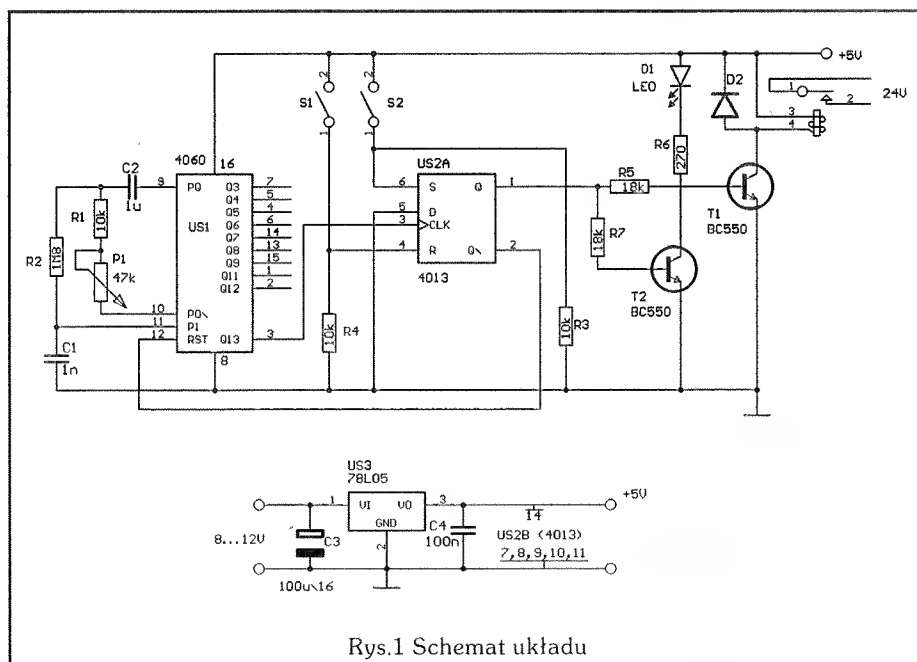 +5V
D1
LED
D2
24V
1
2
3
4
S1
2
1
S2
2
1
R6
270
4060
16
US2A
C2
1u
9
PO
US1
Q3
7
Q4
5
Q5
4
Q6
6
Q7
14
Q8
13
Q9
15
Q11
1
Q12
2
Q13
3
R1
10k
R2
1M8
P1
47k
10
PO\
11
P1
12
RST
8
C1
1n
6
S
Q
1
5
D
3
CLK
4
R
Q\
2
4013
R5
18k
R7
18k
T1
BC550
T2
BC550
R4
10k
R3
10k
US3
78L05
1
VI
VO
3
GND
2
+5V
14
8...12V
C3
100u\16
C4
100n
US2B (4013)
7,8,9,10,11
Rys.1 Schemat układu